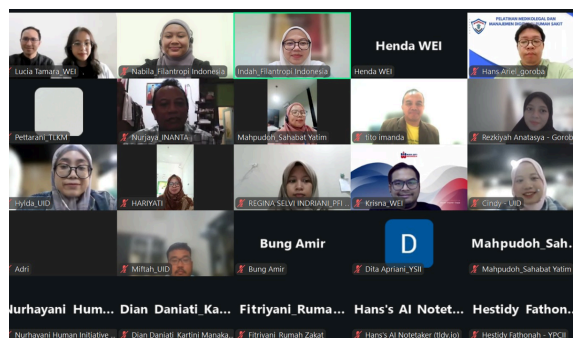 Henda WEI
PELATIHAN MEDIKOLEGAL DAN
Lucia Tamara_WEI
Nabila_Filantropi Indonesia
Indah_Filantropi Indonesia
Henda WEI
Hans Ariel_goroba
Pettarani_TLKM
Nurjaya_INANTA
Mahpudoh_Sahabat Yatim
tito imanda
Rezkiyah Anatasya - Gorob
Hylda_UID
HARIYATI
REGINA SELVI INDRIANI_PFI ...
Krisna_WEI
Cindy - UID
Bung Amir
D
Mahpudoh_Sah...
Adri
Miftah_UID
Bung Amir
Dita Apriani_YSII
Mahpudoh_Sahabat Yatim
Nurhayani Hum...
Dian Daniati_Ka...
Fitriyani_Ruma...
Hans's AI Notet...
Hestidy Fathon...
Nurhayani Human Initiative ...
Dian Daniati_Kartini Manaka...
Fitriyani_Rumah Zakat
Hans's AI Notetaker (tldv.io)
Hestidy Fathonah - YPCII